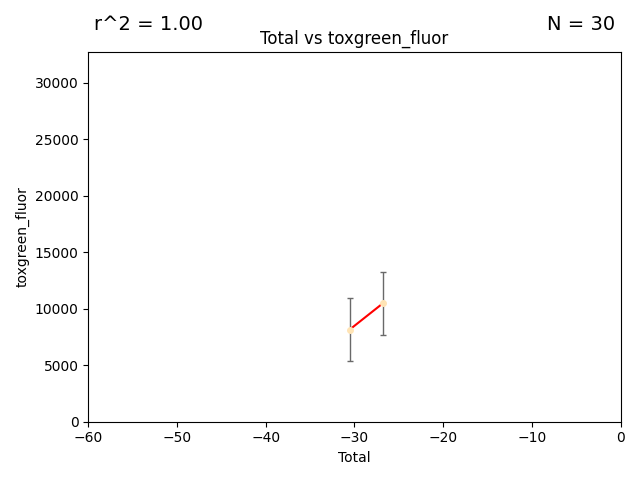 r^2 = 1.00
N = 30
Total vs toxgreen_fluor
30000
25000
20000
15000
10000
5000
0
toxgreen_fluor
−60
−50
−40
−30
−20
−10
0
Total